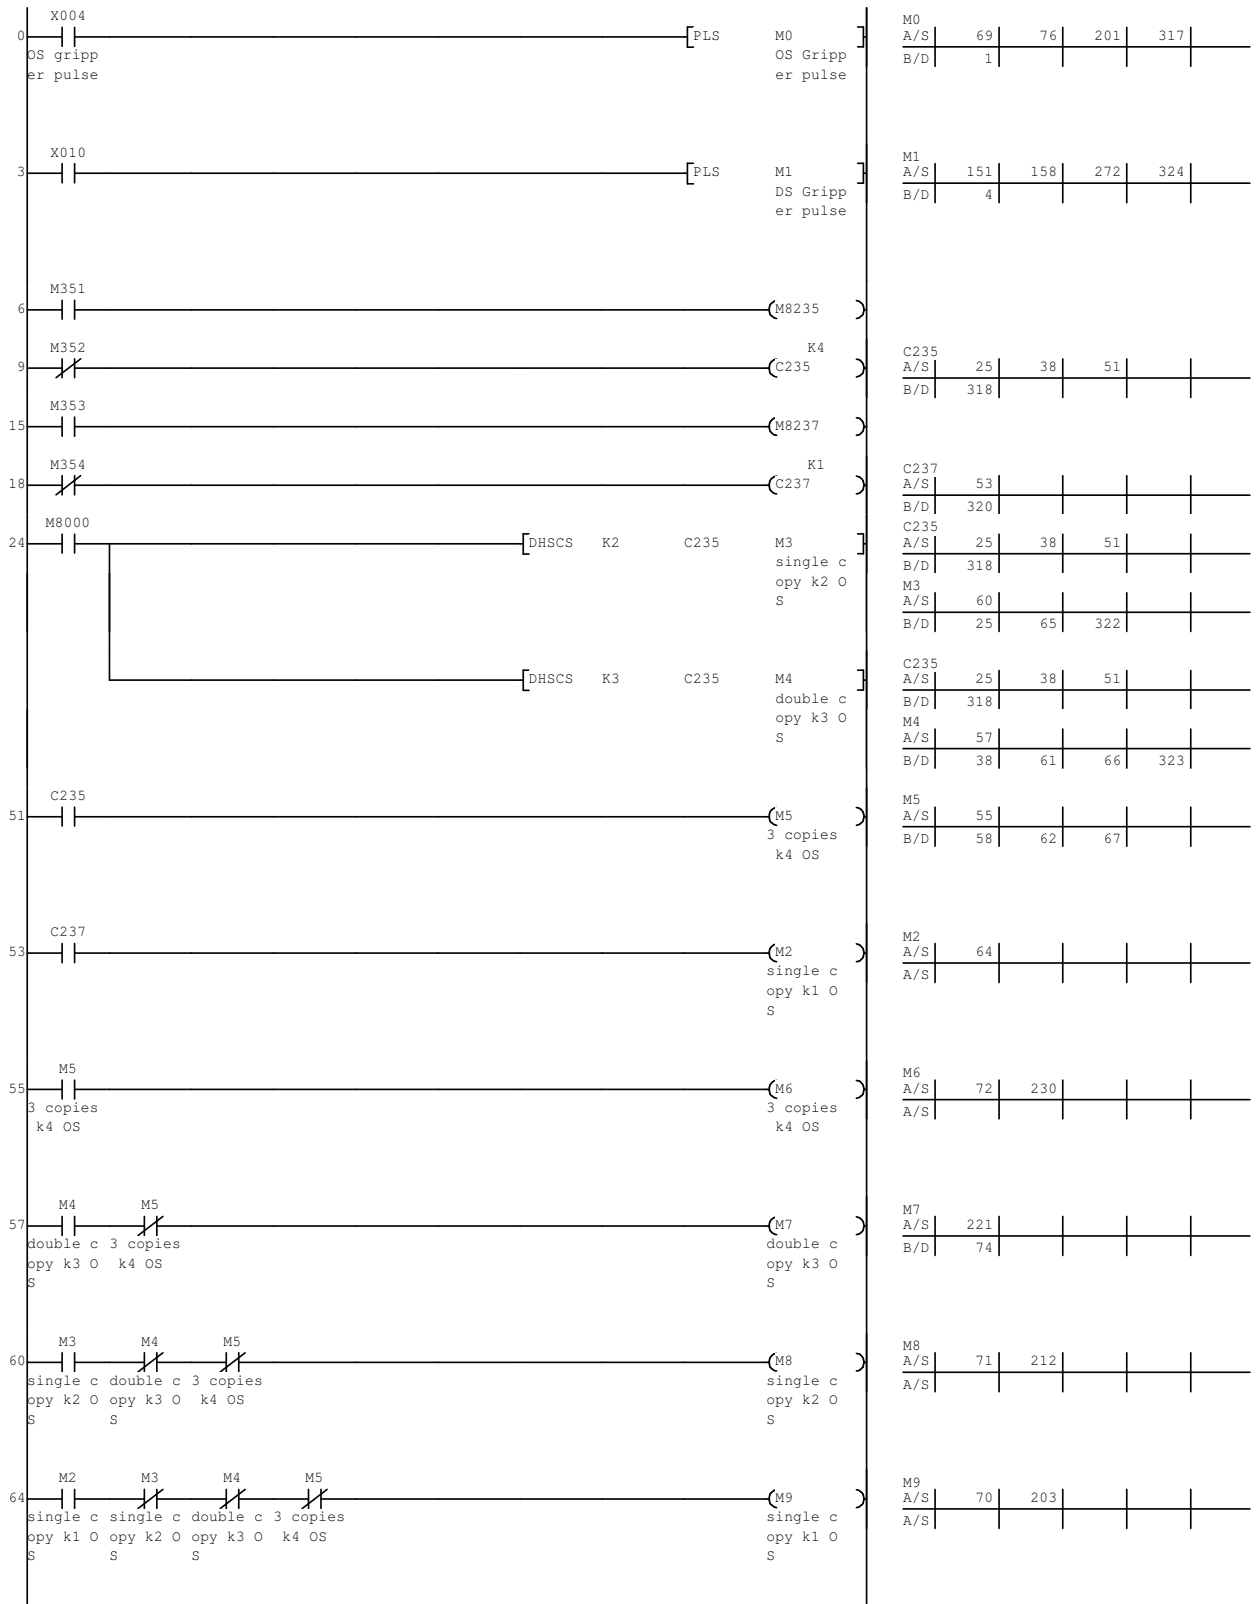 X004
0 PLS M0
OS gripp OS Gripp
er pulse er pulse
M0
A/S 69 76 201 317
B/D 1
X010
3 PLS M1
DS Gripp
er pulse
M1
A/S 151 158 272 324
B/D 4
M351
6 M8235
M352 K4
9 C235
C235
A/S 25 38 51
B/D 318
M353
15 M8237
M354 K1
18 C237
C237
A/S 53
B/D 320
M8000
24 DHSCS K2 C235 M3
single c
opy k2 O
S
C235
A/S 25 38 51
B/D 318
M3
A/S 60
B/D 25 65 322
DHSCS K3 C235 M4
double c
opy k3 O
S
C235
A/S 25 38 51
B/D 318
M4
A/S 57
B/D 38 61 66 323
C235
51 M5
3 copies
k4 OS
M5
A/S 55
B/D 58 62 67
C237
53 M2
single c
opy k1 O
S
M2
A/S 64
A/S
M5
55 M6
3 copies 3 copies
k4 OS k4 OS
M6
A/S 72 230
A/S
M4 M5
57 M7
double c 3 copies double c
opy k3 O k4 OS opy k3 O
S S
M7
A/S 221
B/D 74
M3 M4 M5
60 M8
single c double c 3 copies single c
opy k2 O opy k3 O k4 OS opy k2 O
S S S
M8
A/S 71 212
A/S
M2 M3 M4 M5
64 M9
single c single c double c 3 copies single c
opy k1 O opy k2 O opy k3 O k4 OS opy k1 O
S S S S
M9
A/S 70 203
A/S